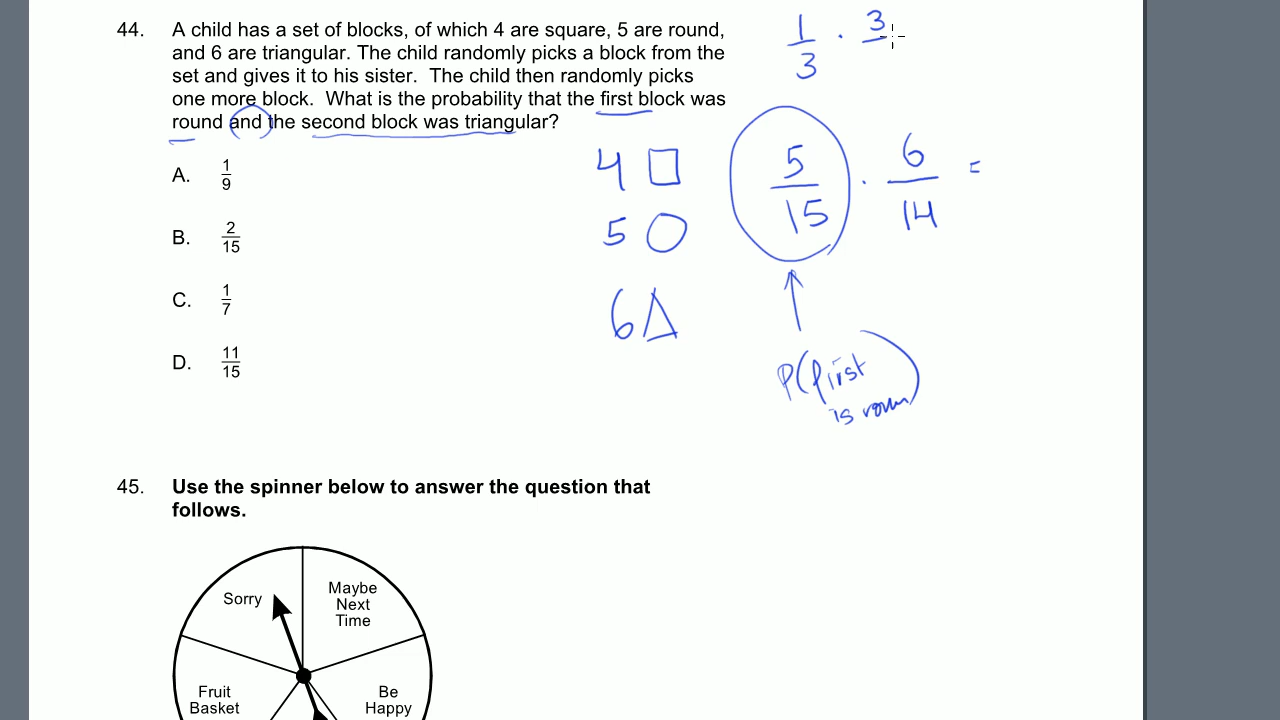 44. A child has a set of blocks, of which 4 are square, 5 are round,
and 6 are triangular. The child randomly picks a block from the
set and gives it to his sister. The child then randomly picks
one more block. What is the probability that the first block was
round and the second block was triangular?
A. 1/9
B. 2/15
C. 1/7
D. 11/15
1/3 · 3
4 □
5 ○
6 △
5/15 · 6/14 =
P(first
is roun)
45. Use the spinner below to answer the question that
follows.
Sorry
Maybe
Next
Time
Fruit
Basket
Be
Happy